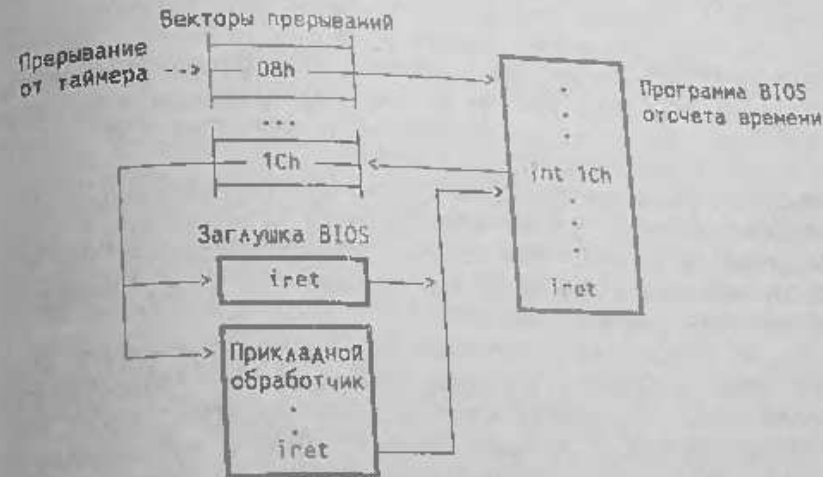 Векторы прерываний
Прерывание
от таймера
08h
...
1Ch
Программа BIOS
отсчета времени
.
.
.
int 1Ch
.
.
.
iret
Заглушка BIOS
iret
Прикладной
обработчик
.
.
iret